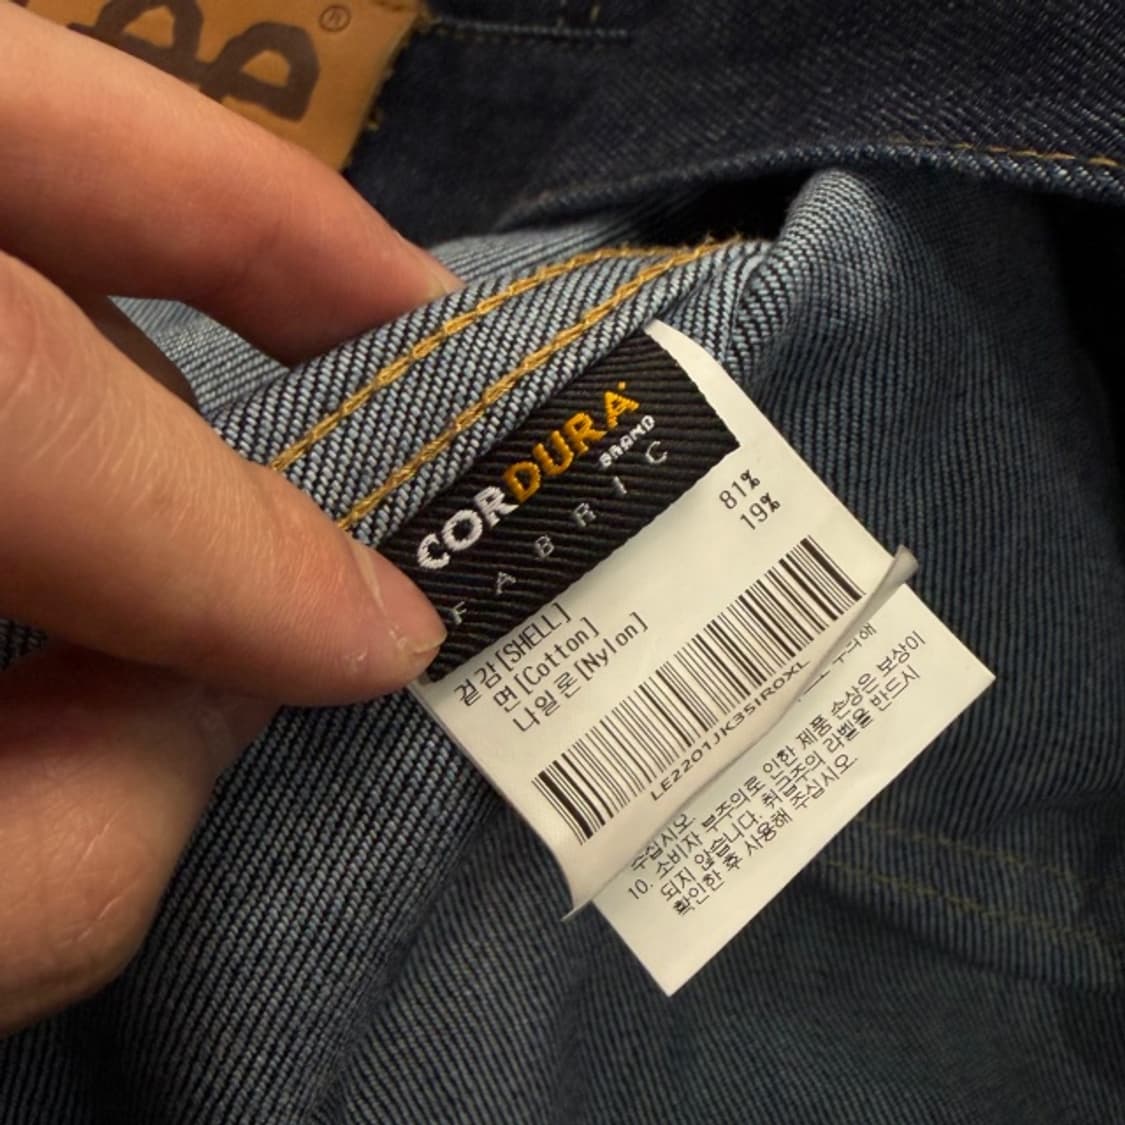 ®
CORDURA
BRAND
FABRIC
겉감[SHELL]
면[Cotton] 81%
나일론[Nylon] 19%
LE2201JK35IR0XL
주십시오.
10. 소비자 부주의로 인한 제품 손상은 보상이
되지 않습니다. 취급주의 라벨을 반드시
확인한 후 사용해 주십시오.